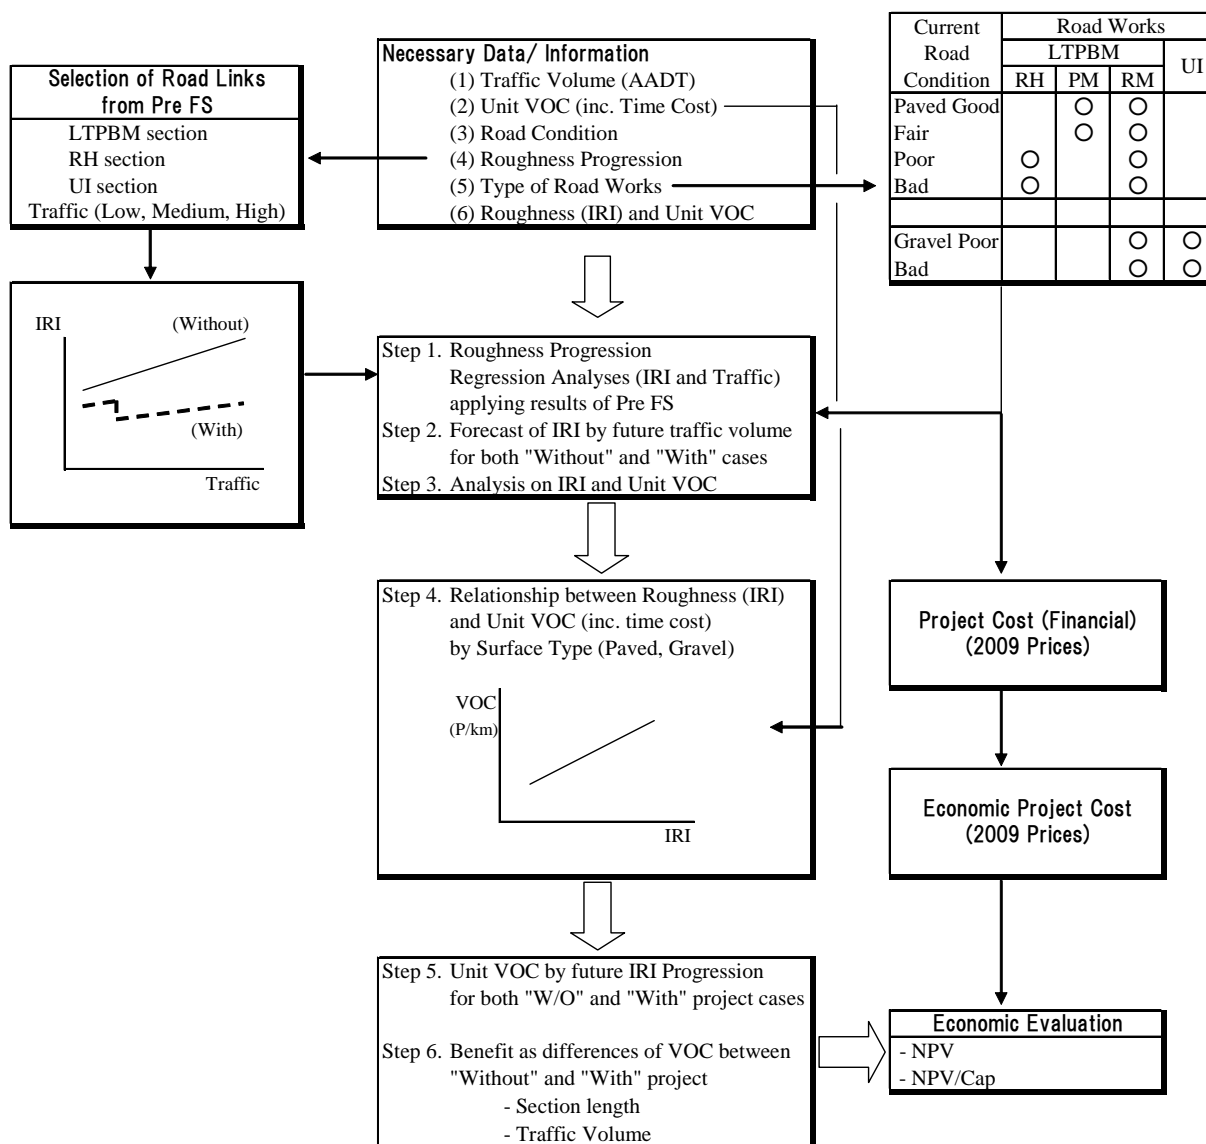 Selection of Road Links
from Pre FS
LTPBM section
RH section
UI section
Traffic (Low, Medium, High)
Necessary Data/ Information
(1) Traffic Volume (AADT)
(2) Unit VOC (inc. Time Cost)
(3) Road Condition
(4) Roughness Progression
(5) Type of Road Works
(6) Roughness (IRI) and Unit VOC
Current Road Condition
Road Works
LTPBM
UI
RH PM RM
Paved Good
Fair
Poor
Bad
Gravel Poor
Bad
IRI
(Without)
(With)
Traffic
Step 1. Roughness Progression
Regression Analyses (IRI and Traffic)
applying results of Pre FS
Step 2. Forecast of IRI by future traffic volume
for both "Without" and "With" cases
Step 3. Analysis on IRI and Unit VOC
Step 4. Relationship between Roughness (IRI)
and Unit VOC (inc. time cost)
by Surface Type (Paved, Gravel)
VOC
(P/km)
IRI
Project Cost (Financial)
(2009 Prices)
Economic Project Cost
(2009 Prices)
Step 5. Unit VOC by future IRI Progression
for both "W/O" and "With" project cases
Step 6. Benefit as differences of VOC between
"Without" and "With" project
- Section length
- Traffic Volume
Economic Evaluation
- NPV
- NPV/Cap